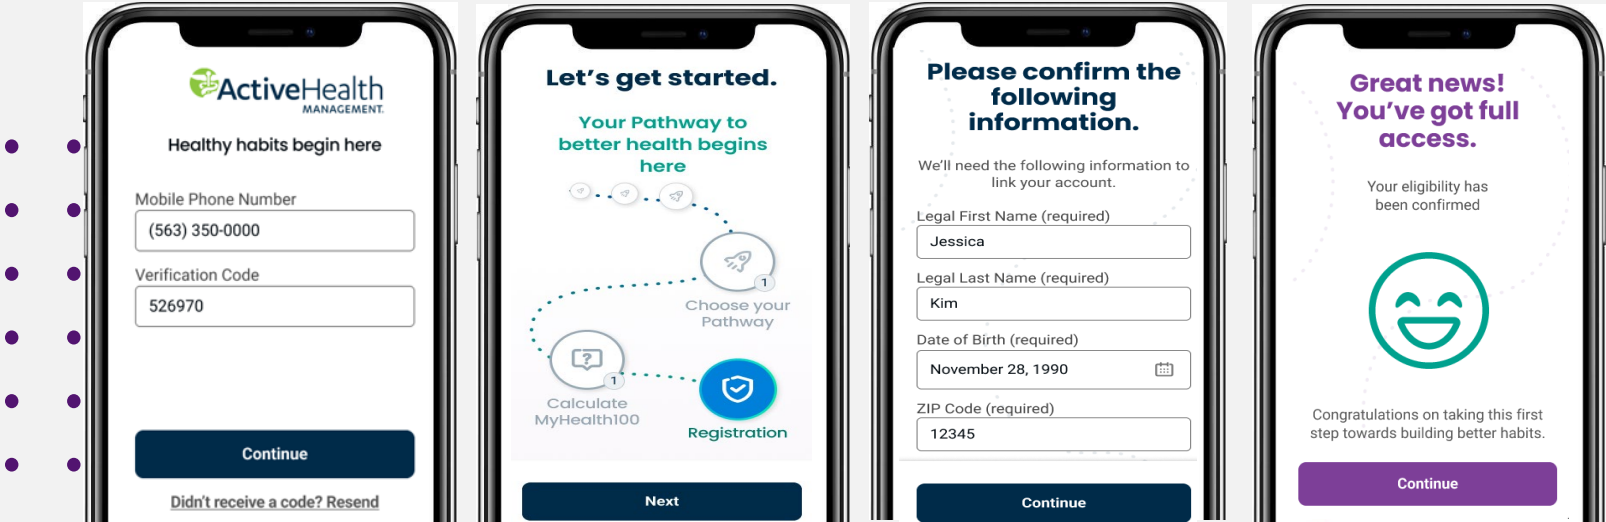 ActiveHealth
MANAGEMENT.
Healthy habits begin here
Mobile Phone Number
(563) 350-0000
Verification Code
526970
Continue
Didn't receive a code? Resend
Let's get started.
Your Pathway to
better health begins
here
1
Choose your
Pathway
?
1
Calculate
MyHealth100
Registration
Next
Please confirm the
following
information.
We'll need the following information to
link your account.
Legal First Name (required)
Jessica
Legal Last Name (required)
Kim
Date of Birth (required)
November 28, 1990
ZIP Code (required)
12345
Continue
Great news!
You've got full
access.
Your eligibility has
been confirmed
Congratulations on taking this first
step towards building better habits.
Continue